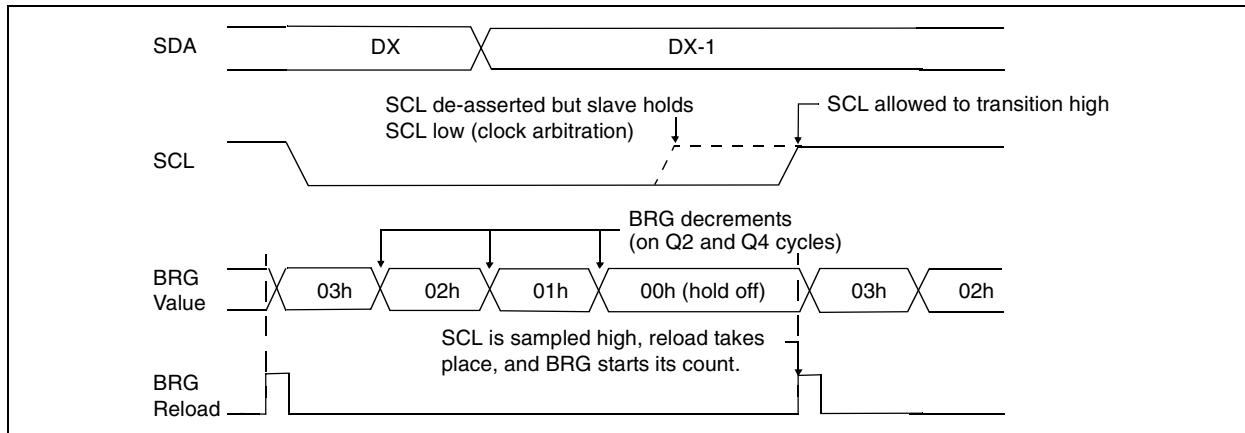 SDA
DX
DX-1
SCL de-asserted but slave holds
SCL low (clock arbitration)
SCL allowed to transition high
SCL
BRG decrements
(on Q2 and Q4 cycles)
BRG
Value
03h
02h
01h
00h (hold off)
03h
02h
SCL is sampled high, reload takes
place, and BRG starts its count.
BRG
Reload